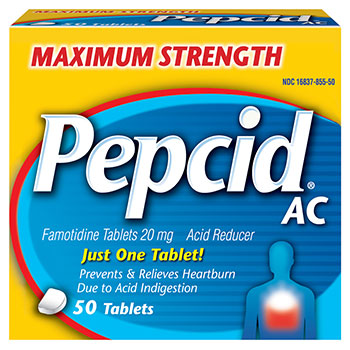 MAXIMUM STRENGTH
NDC 16837-855-50
Pepcid®
AC
Famotidine Tablets 20 mg Acid Reducer
Just One Tablet!
Prevents & Relieves Heartburn
Due to Acid Indigestion
50 Tablets